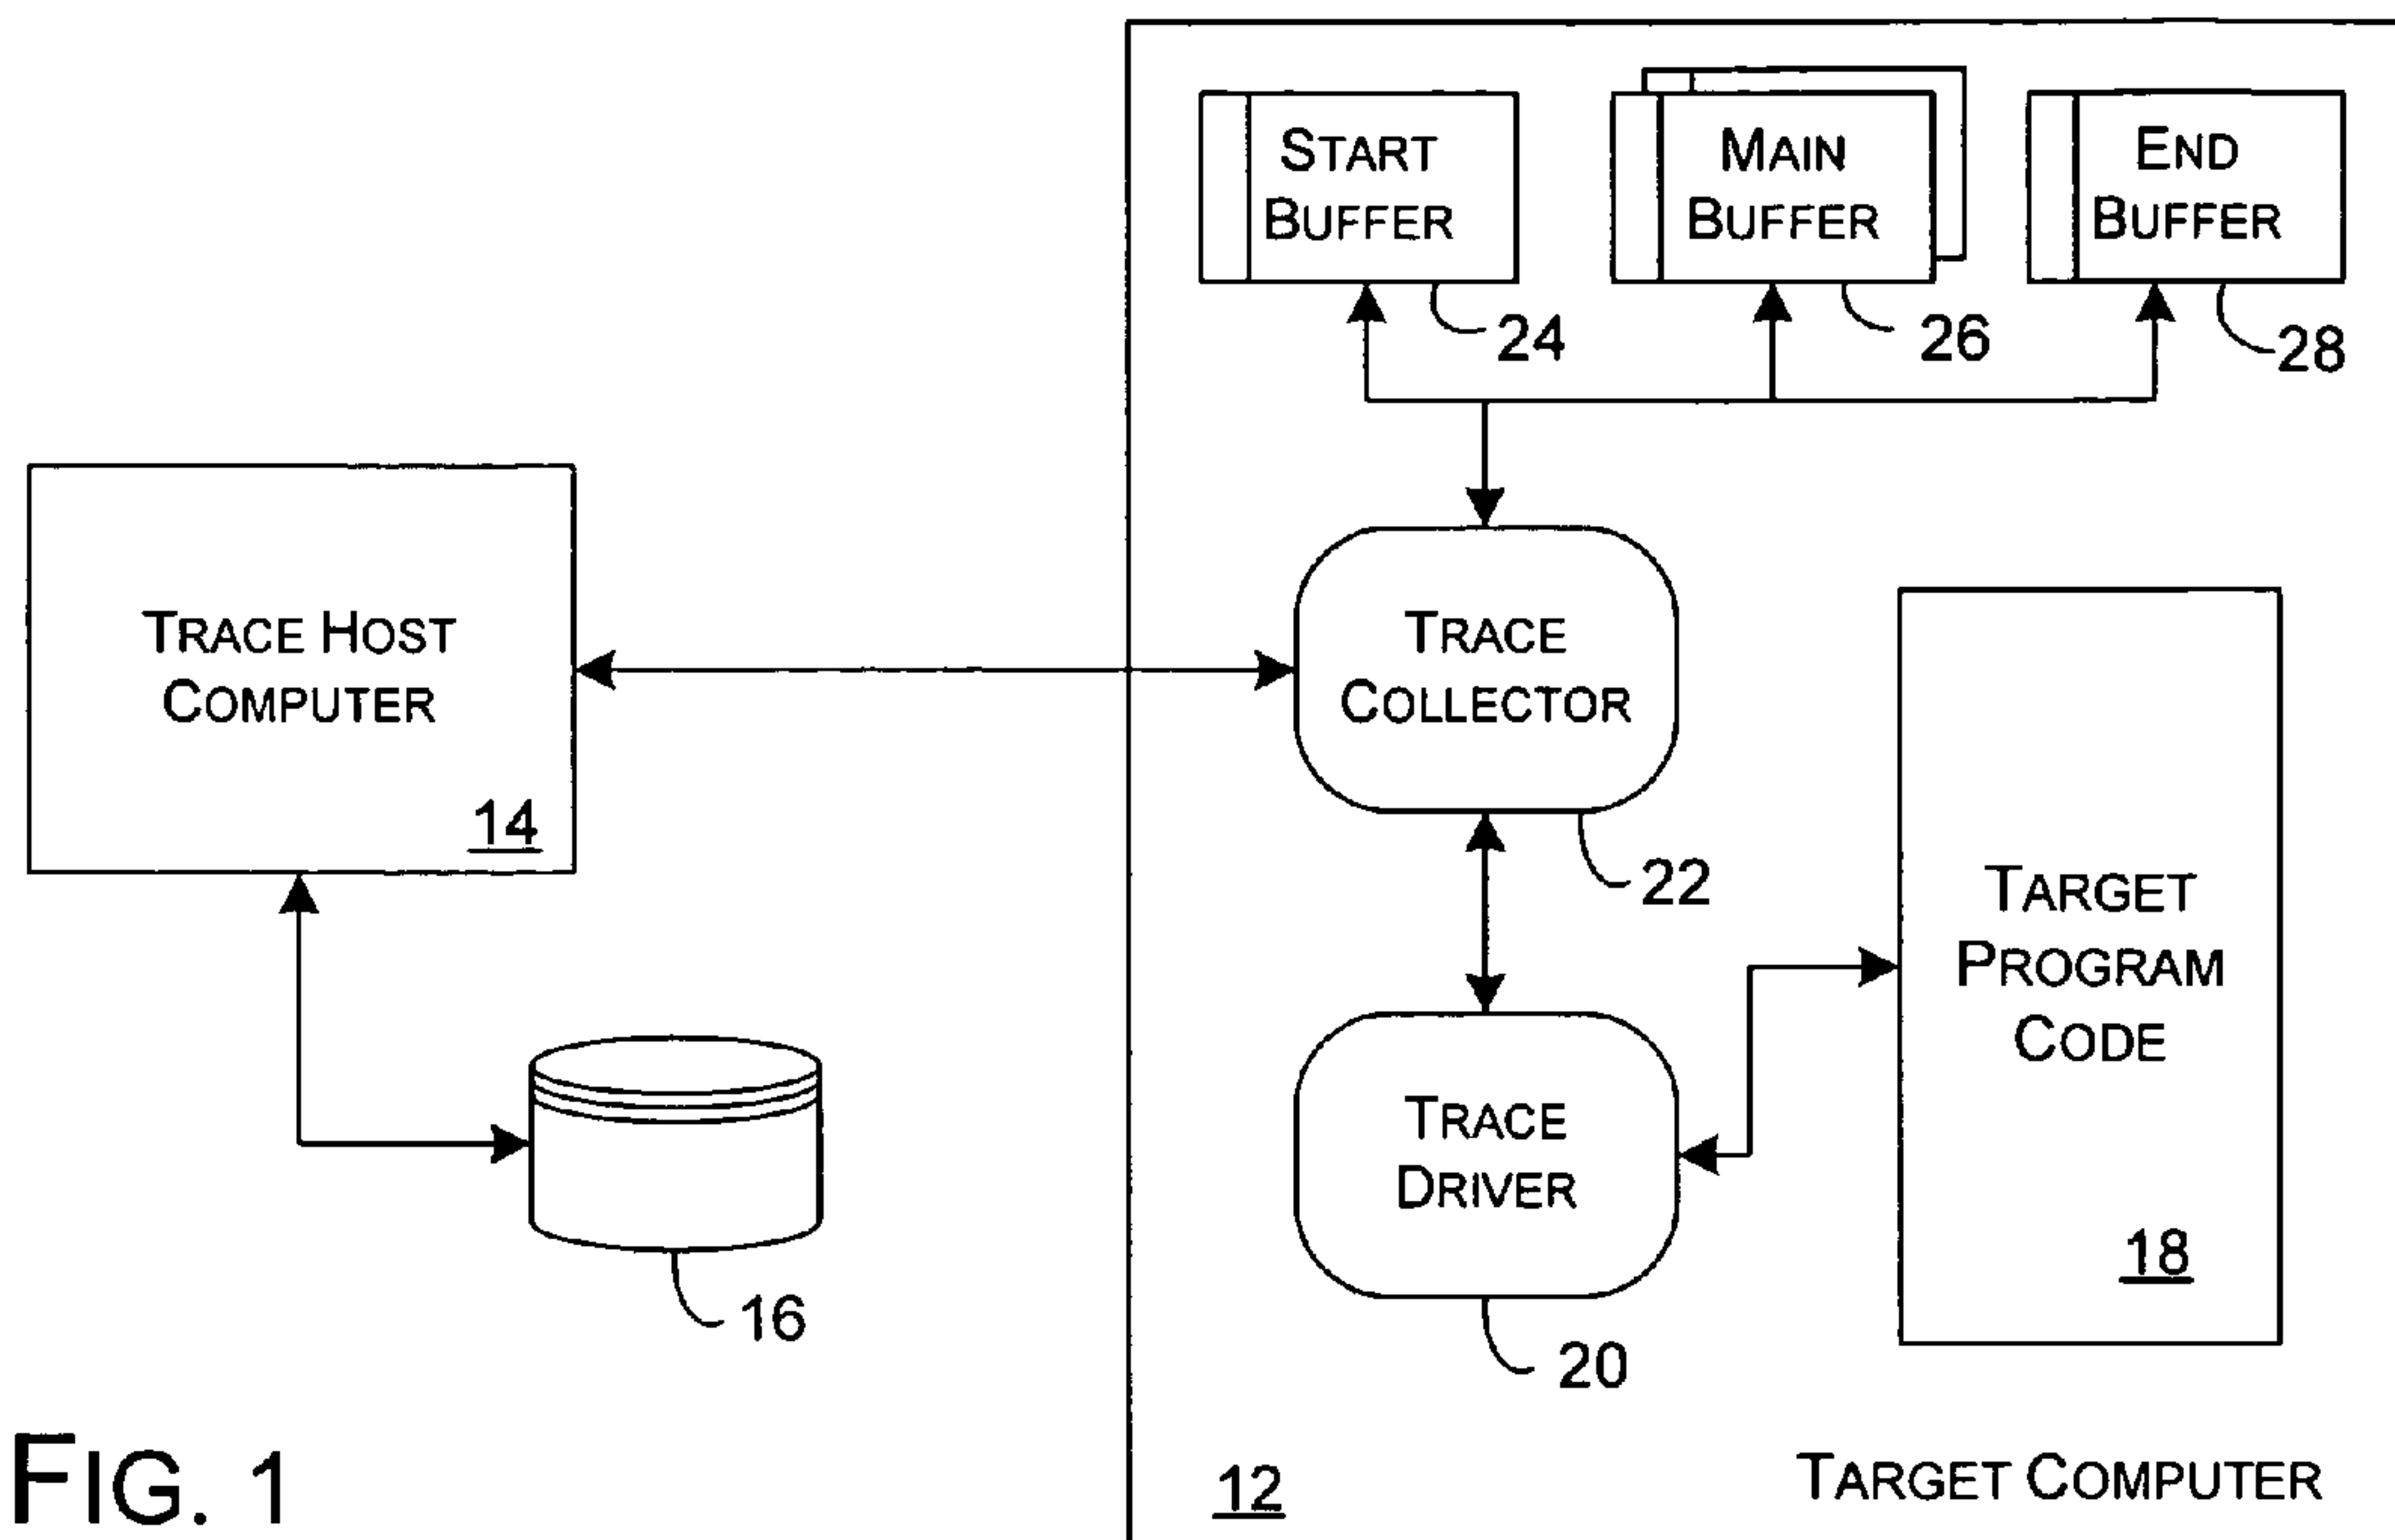 START
BUFFER
24
MAIN
BUFFER
26
END
BUFFER
28
TRACE HOST
COMPUTER
14
TRACE
COLLECTOR
22
TARGET
PROGRAM
CODE
18
TRACE
DRIVER
20
16
FIG. 1
12
TARGET COMPUTER